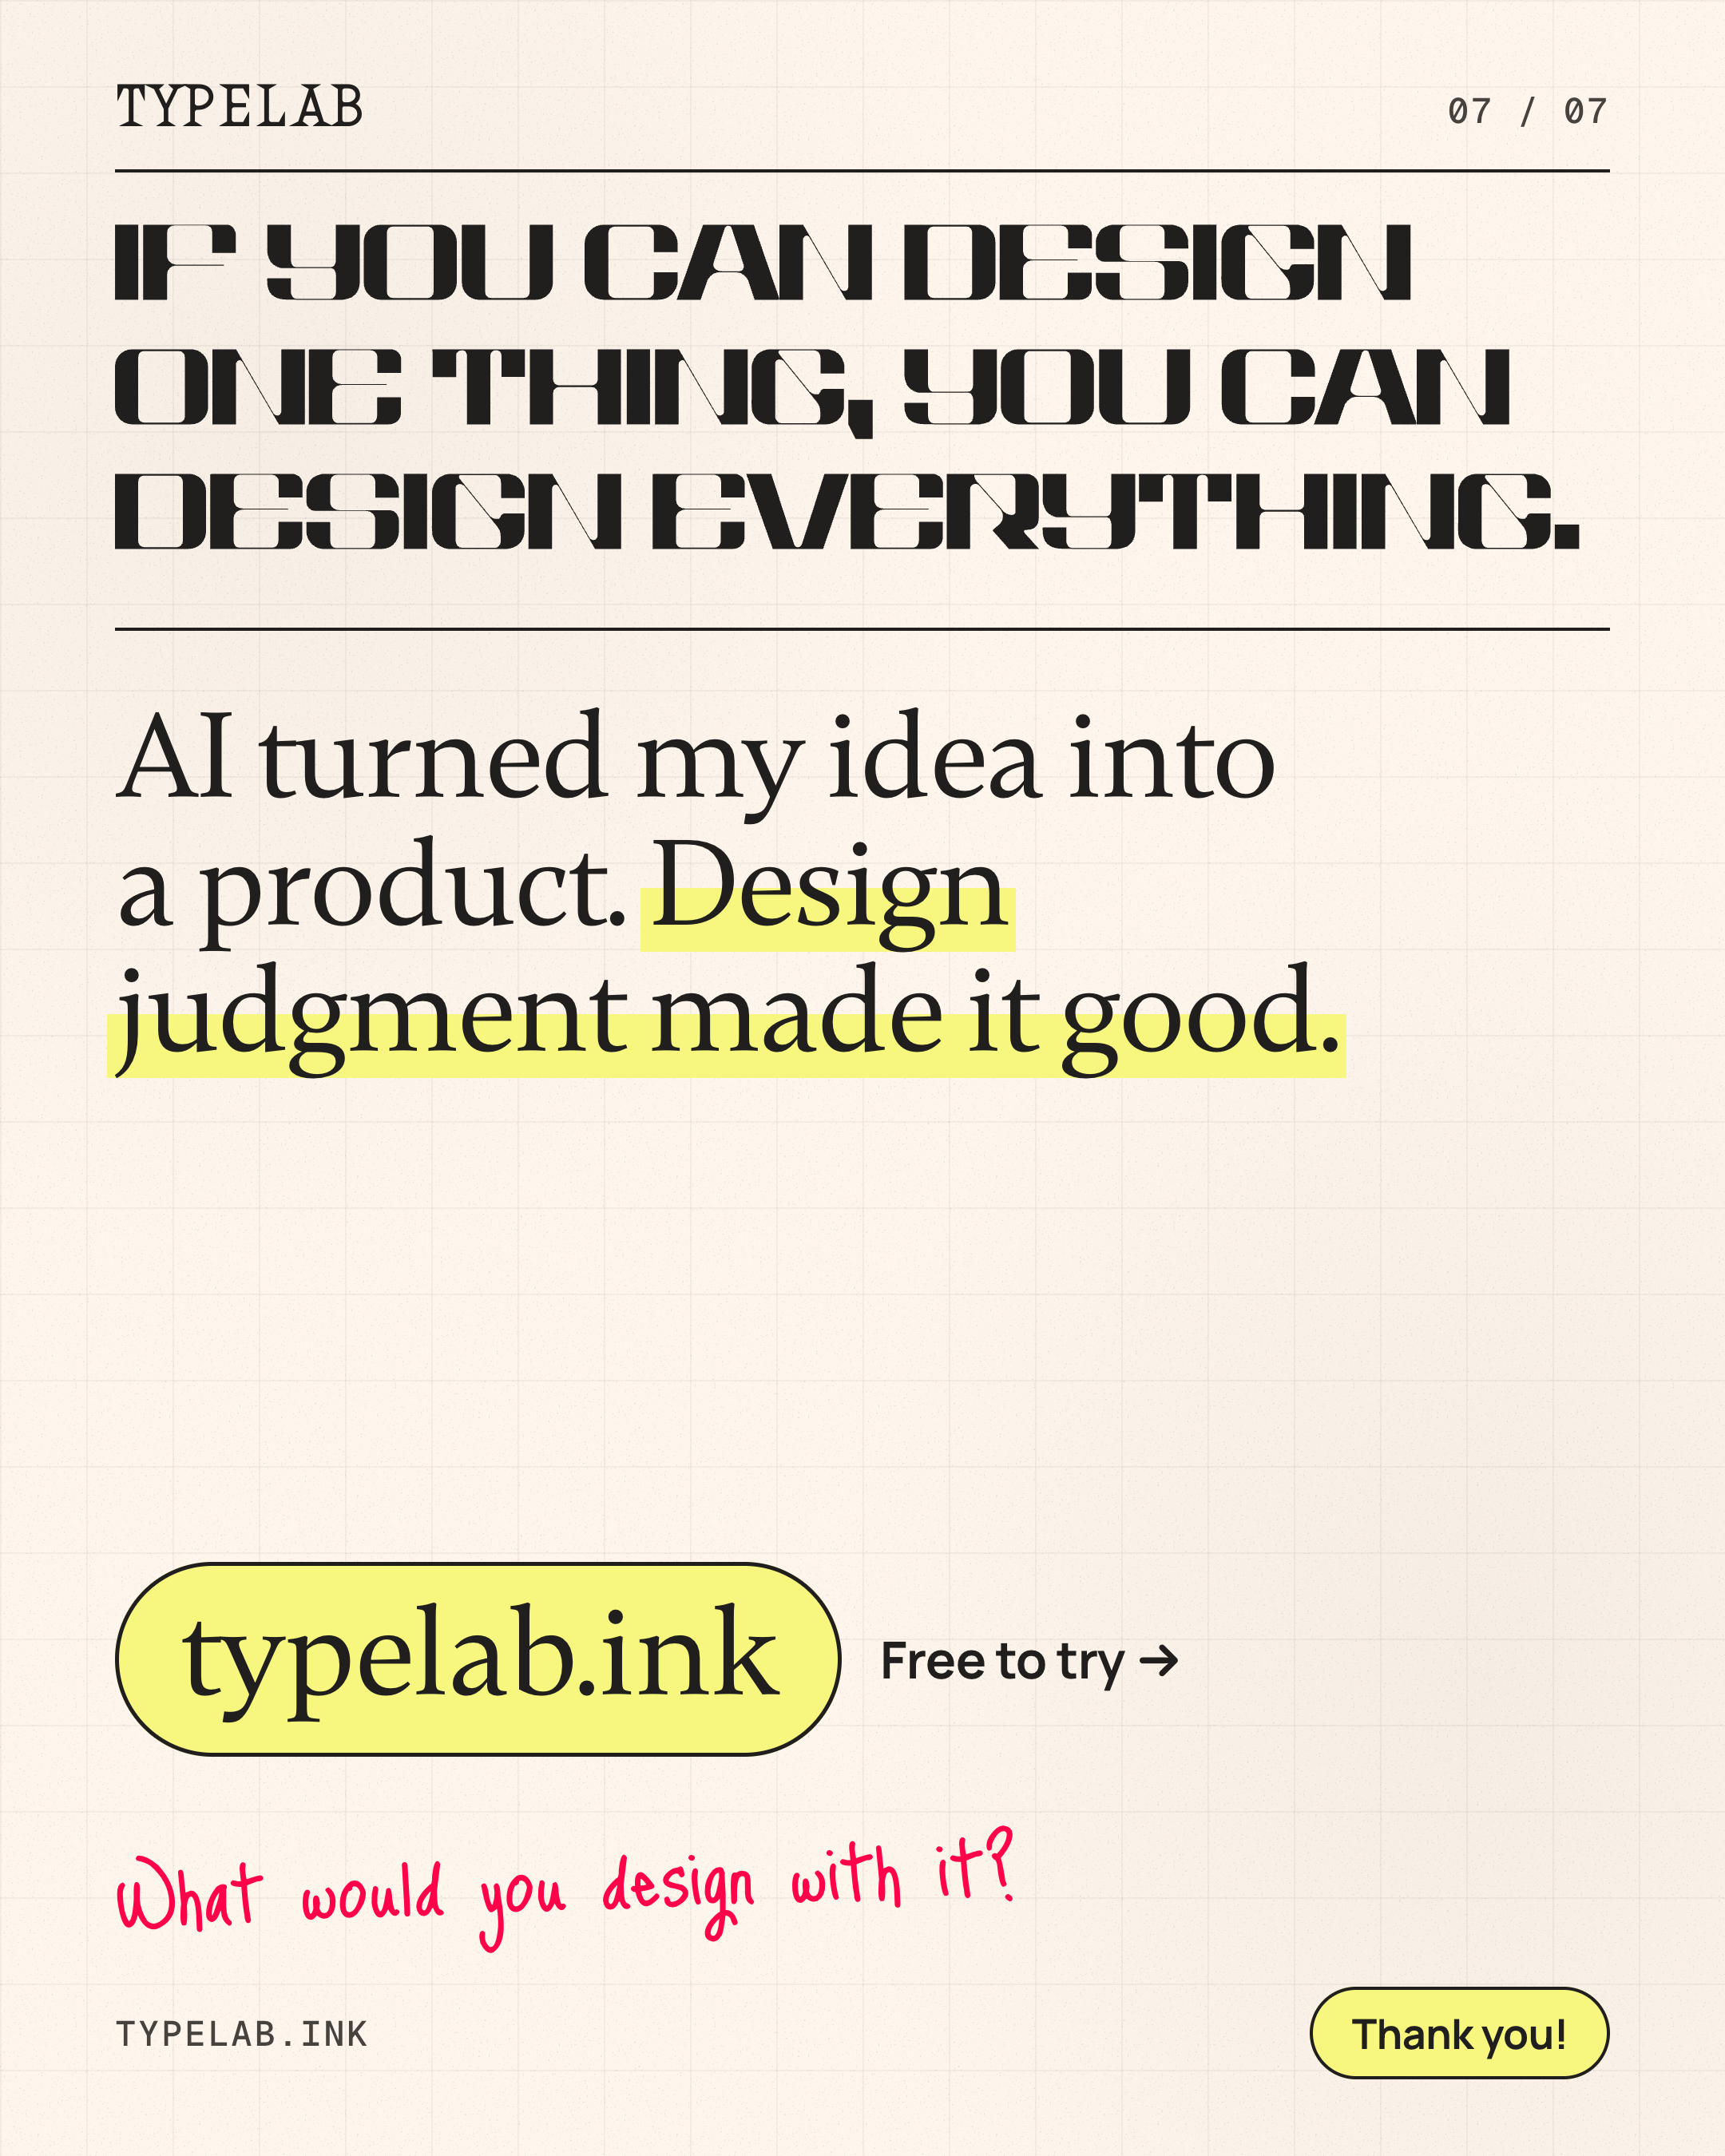 TYPELAB
07 / 07
IF YOU CAN DESIGN
ONE THING, YOU CAN
DESIGN EVERYTHING.
AI turned my idea into
a product. Design
judgment made it good.
typelab.ink
Free to try →
What would you design with it?
TYPELAB.INK
Thank you!